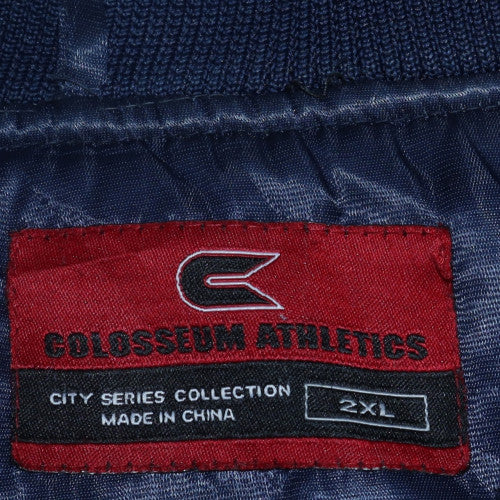 COLOSSEUM ATHLETICS
CITY SERIES COLLECTION
MADE IN CHINA
2XL